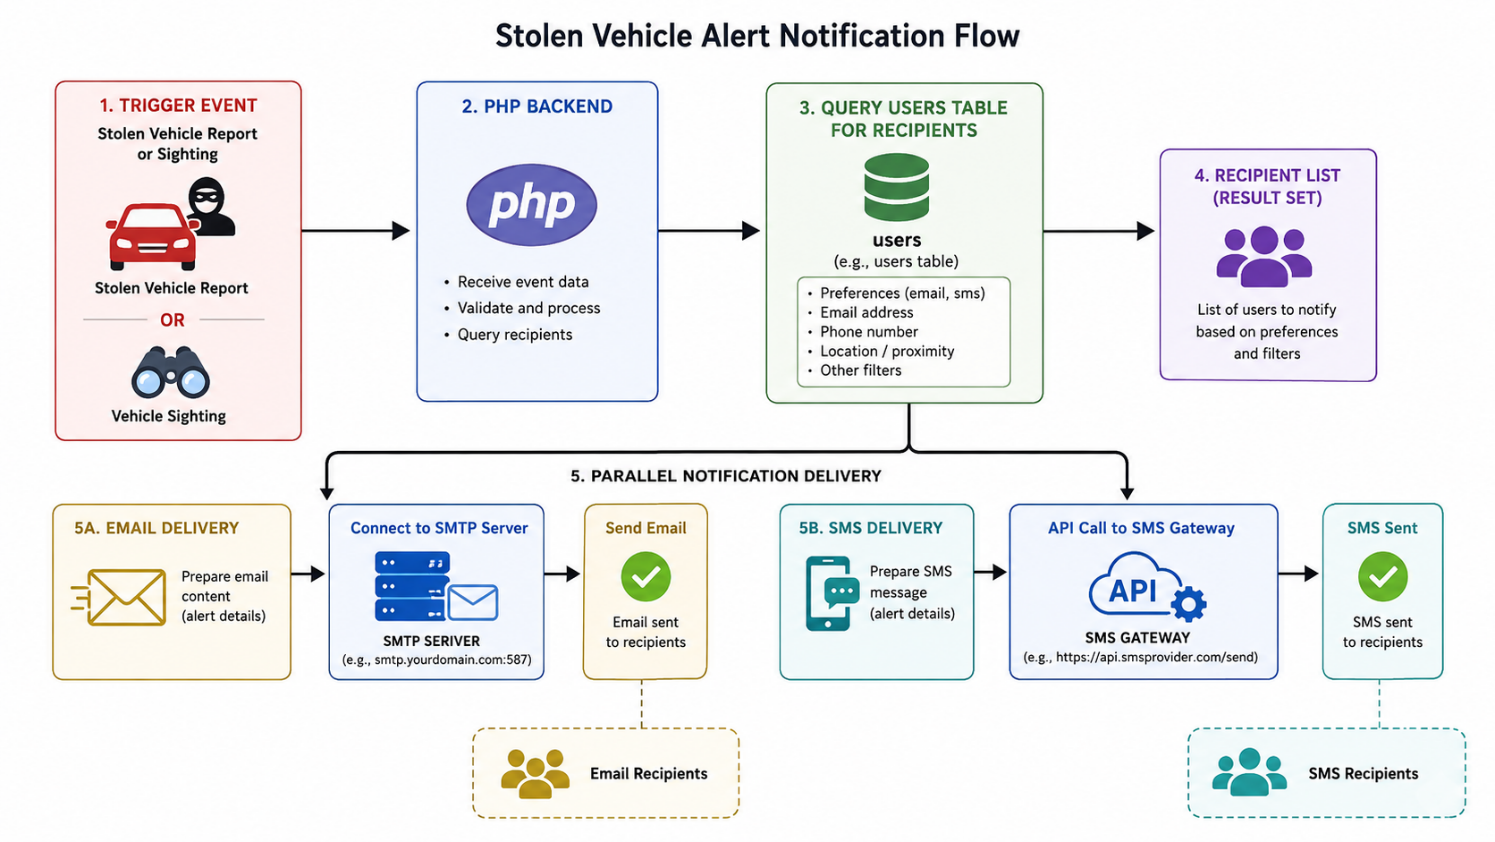 Stolen Vehicle Alert Notification Flow
1. TRIGGER EVENT
Stolen Vehicle Report
or Sighting
Stolen Vehicle Report
OR
Vehicle Sighting
2. PHP BACKEND
php
• Receive event data
• Validate and process
• Query recipients
3. QUERY USERS TABLE
FOR RECIPIENTS
users
(e.g., users table)
• Preferences (email, sms)
• Email address
• Phone number
• Location / proximity
• Other filters
4. RECIPIENT LIST
(RESULT SET)
List of users to notify
based on preferences
and filters
5. PARALLEL NOTIFICATION DELIVERY
5A. EMAIL DELIVERY
Prepare email
content
(alert details)
Connect to SMTP Server
SMTP SERVER
(e.g., smtp.yourdomain.com:587)
Send Email
Email sent
to recipients
Email Recipients
5B. SMS DELIVERY
Prepare SMS
message
(alert details)
API Call to SMS Gateway
API
SMS GATEWAY
(e.g., https://api.smsprovider.com/send)
SMS Sent
SMS sent
to recipients
SMS Recipients